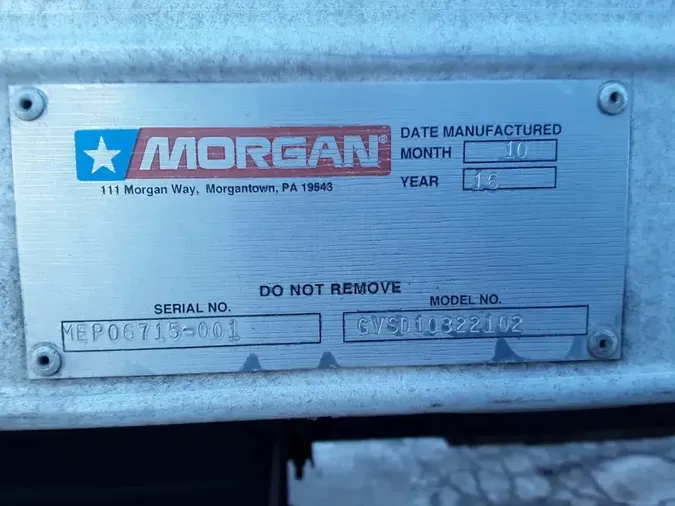 MORGAN®
111 Morgan Way, Morgantown, PA 19543
DATE MANUFACTURED
MONTH 10
YEAR 16
DO NOT REMOVE
SERIAL NO.
MEP06715-001
MODEL NO.
GVSD10322102